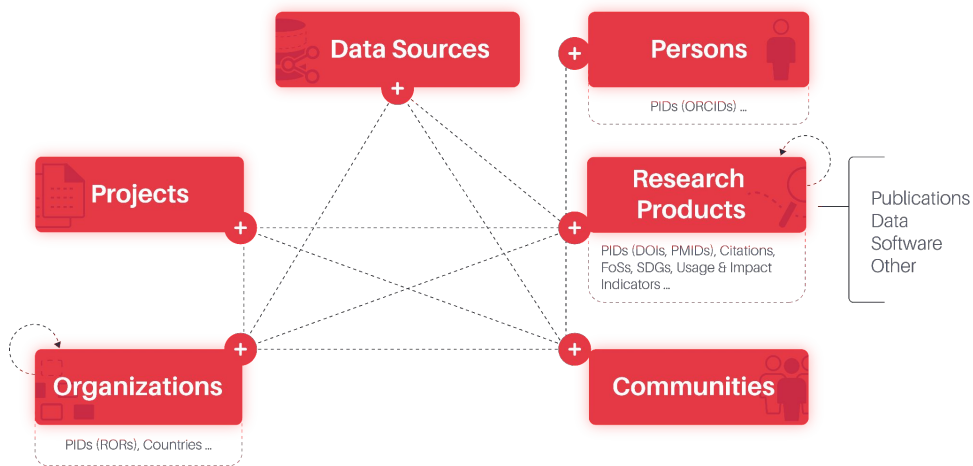 Data Sources
Persons
PIDs (ORCIDs) ...
Projects
Research
Products
PIDs (DOIs, PMIDs), Citations,
FoSs, SDGs, Usage & Impact
Indicators ...
Publications
Data
Software
Other
Organizations
PIDs (RORs), Countries ...
Communities